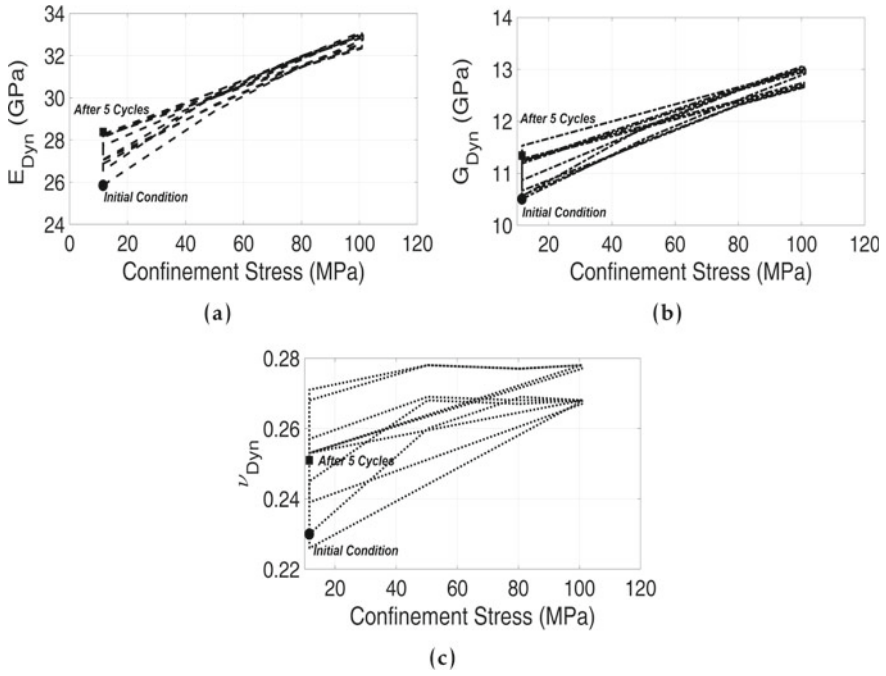 34
32
30
28
26
24
E_Dyn (GPa)
After 5 Cycles
Initial Condition
0 20 40 60 80 100 120
Confinement Stress (MPa)
(a)
14
13
12
11
10
G_Dyn (GPa)
After 5 Cycles
Initial Condition
20 40 60 80 100 120
Confinement Stress (MPa)
(b)
0.28
0.26
0.24
0.22
ν_Dyn
After 5 Cycles
Initial Condition
20 40 60 80 100 120
Confinement Stress (MPa)
(c)